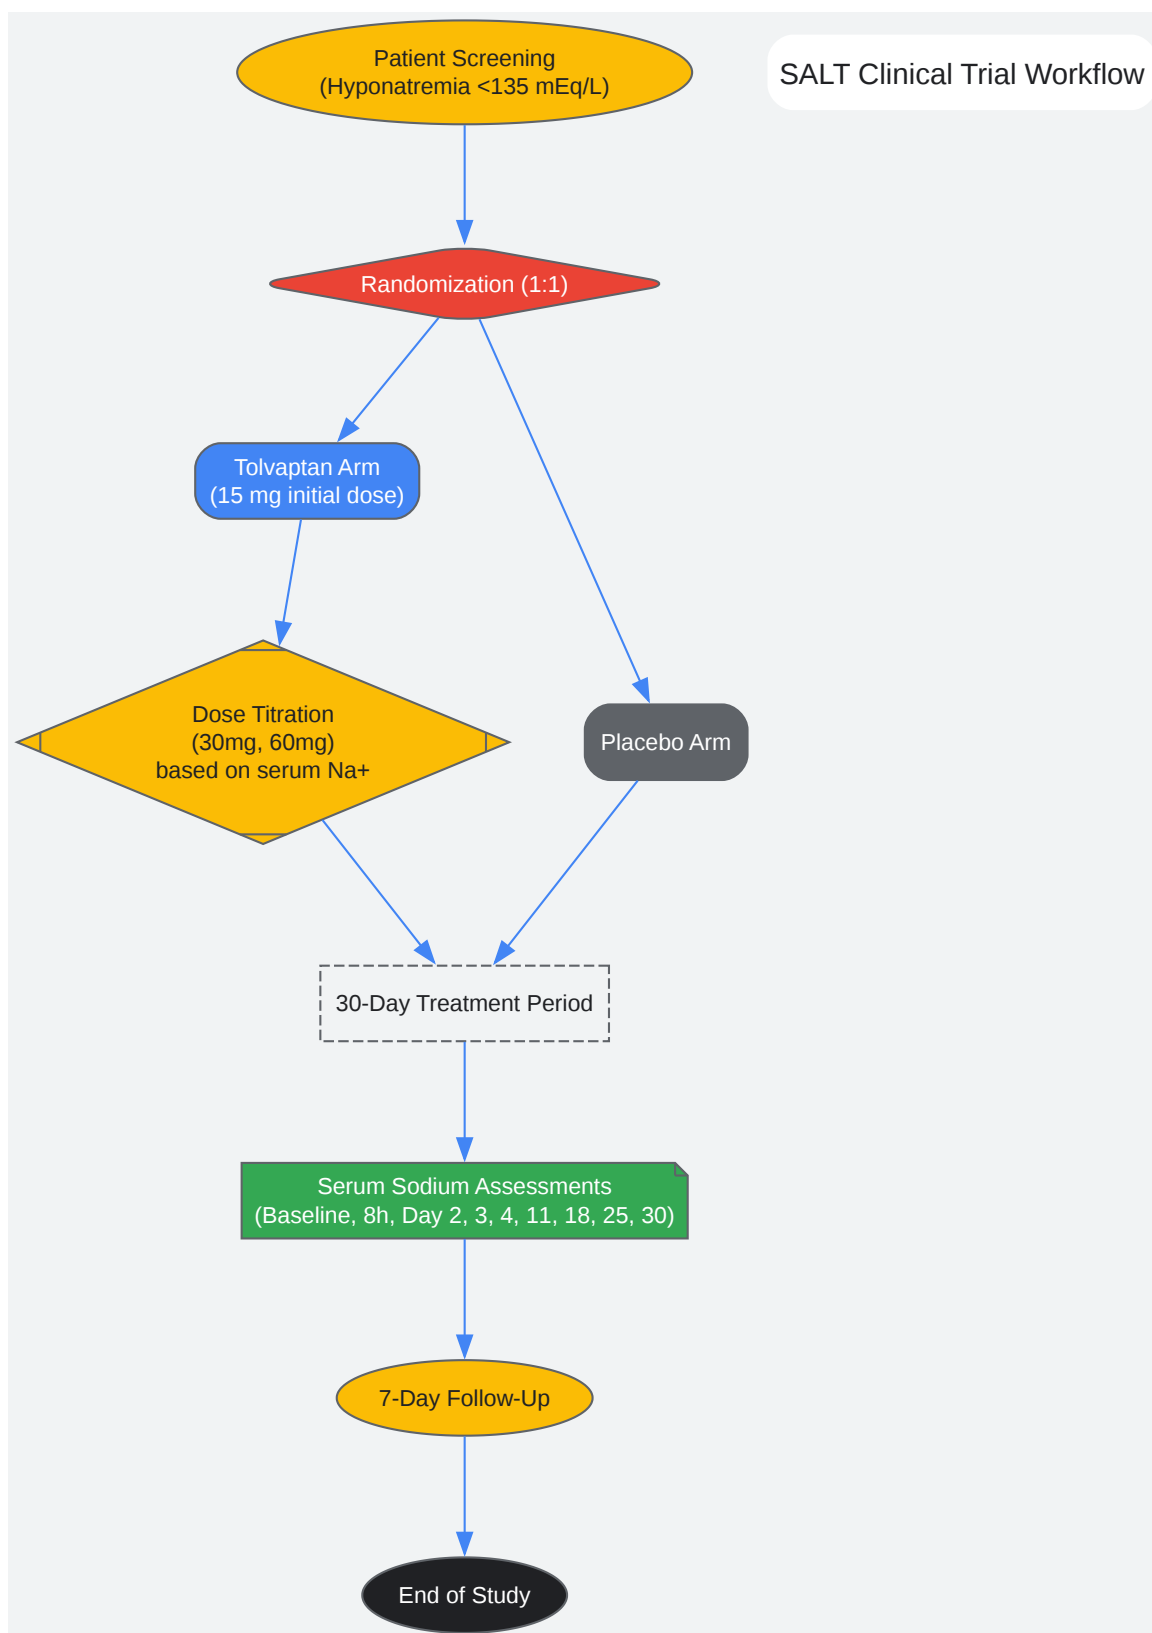 Patient Screening
(Hyponatremia <135 mEq/L)
SALT Clinical Trial Workflow
Randomization (1:1)
Tolvaptan Arm
(15 mg initial dose)
Dose Titration
(30mg, 60mg)
based on serum Na+
Placebo Arm
30-Day Treatment Period
Serum Sodium Assessments
(Baseline, 8h, Day 2, 3, 4, 11, 18, 25, 30)
7-Day Follow-Up
End of Study